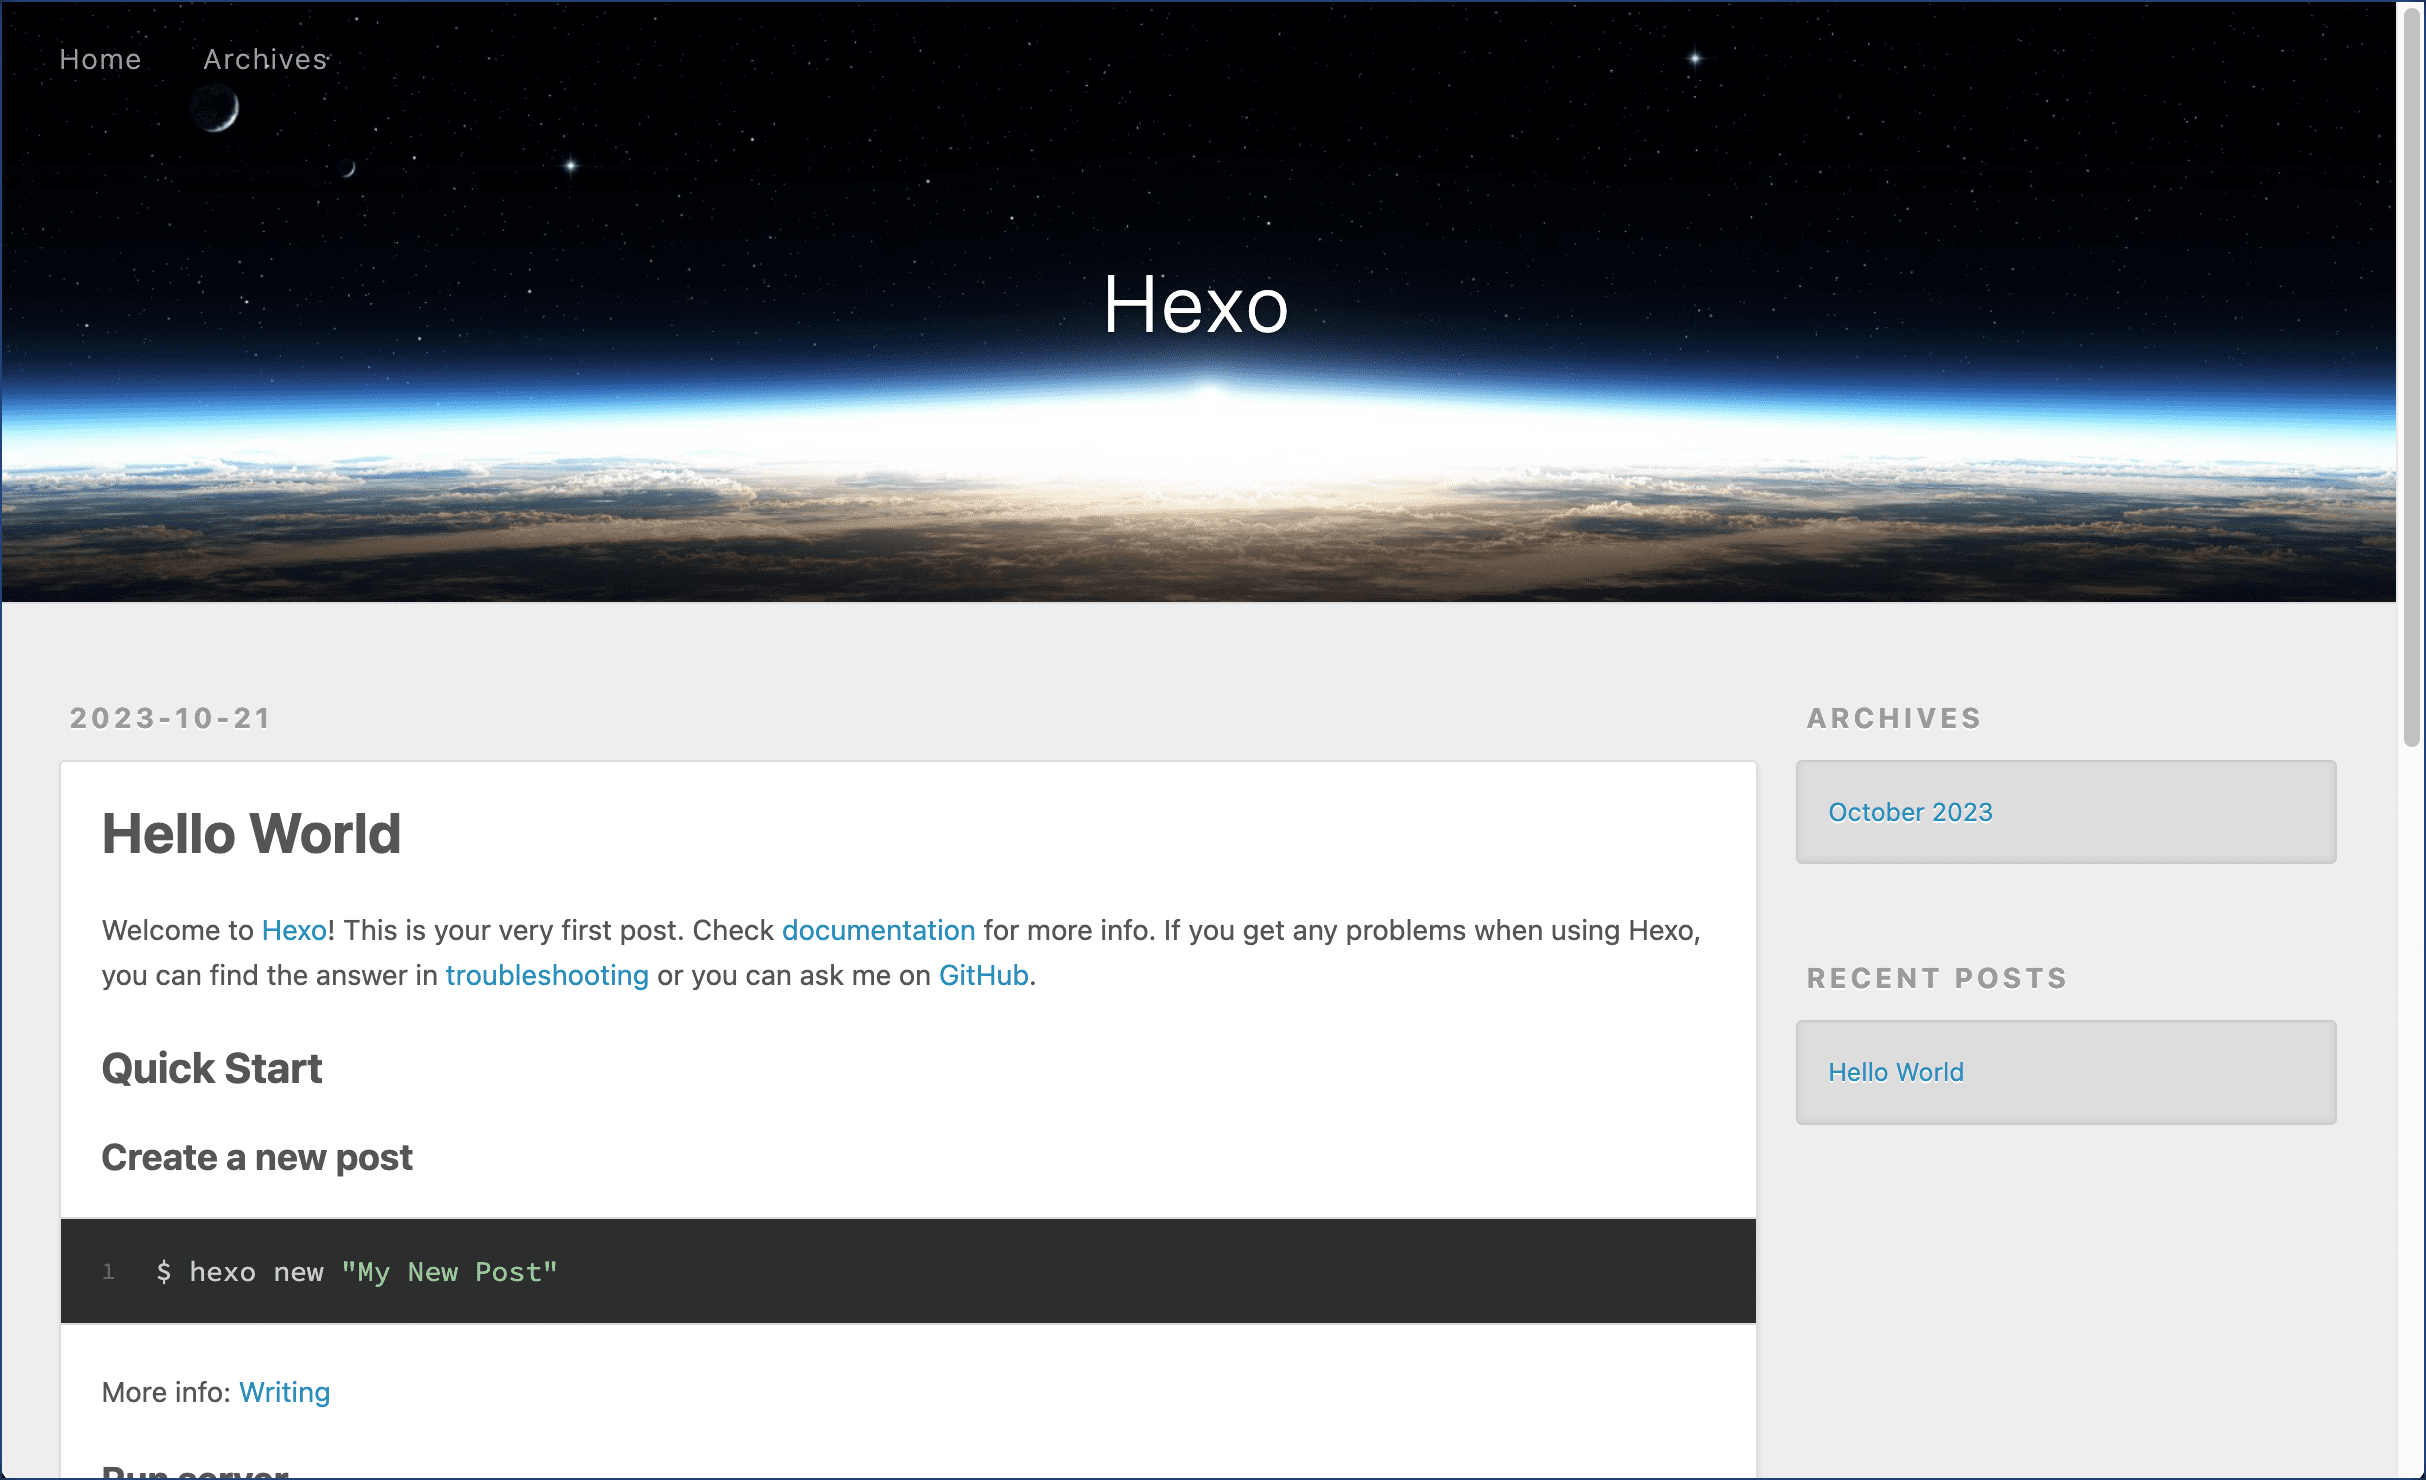 Home Archives
Hexo
2023-10-21
Hello World
Welcome to Hexo! This is your very first post. Check documentation for more info. If you get any problems when using Hexo,
you can find the answer in troubleshooting or you can ask me on GitHub.
Quick Start
Create a new post
1 $ hexo new "My New Post"
More info: Writing
Run server
ARCHIVES
October 2023
RECENT POSTS
Hello World